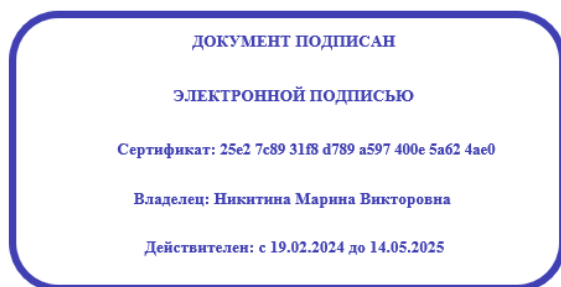 ДОКУМЕНТ ПОДПИСАН
ЭЛЕКТРОННОЙ ПОДПИСЬЮ
Сертификат: 25e2 7c89 31f8 d789 a597 400e 5a62 4ae0
Владелец: Никитина Марина Викторовна
Действителен: с 19.02.2024 до 14.05.2025